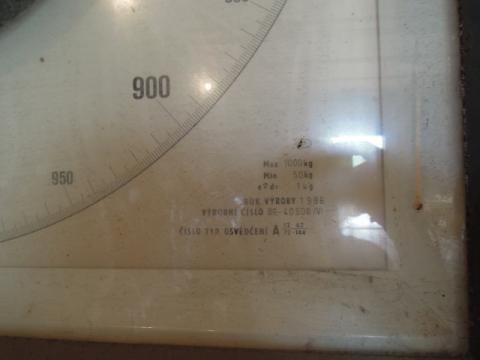 900
950
Max 1000kg
Min 50kg
e=d= 1kg
ROK VÝROBY 1986
VÝROBNÍ ČÍSLO
ČÍSLO TYP. OSVĚDČENÍ A